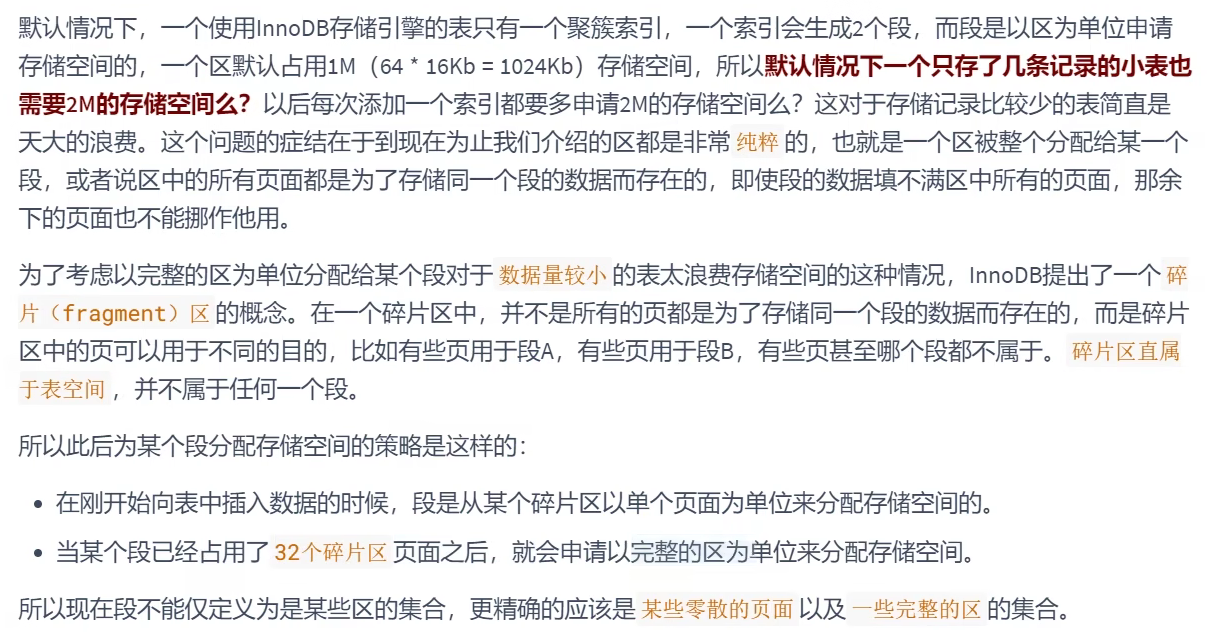 默认情况下，一个使用InnoDB存储引擎的表只有一个聚簇索引，一个索引会生成2个段，而段是以区为单位申请
存储空间的，一个区默认占用1M（64 * 16Kb = 1024Kb）存储空间，所以默认情况下一个只存了几条记录的小表也
需要2M的存储空间么？以后每次添加一个索引都要多申请2M的存储空间么？这对于存储记录比较少的表简直是
天大的浪费。这个问题的症结在于到现在为止我们介绍的区都是非常 纯粹 的，也就是一个区被整个分配给某一个
段，或者说区中的所有页面都是为了存储同一个段的数据而存在的，即使段的数据填不满区中所有的页面，那余
下的页面也不能挪作他用。
为了考虑以完整的区为单位分配给某个段对于 数据量较小 的表太浪费存储空间的这种情况，InnoDB提出了一个 碎
片（fragment）区 的概念。在一个碎片区中，并不是所有的页都是为了存储同一个段的数据而存在的，而是碎片
区中的页可以用于不同的目的，比如有些页用于段A，有些页用于段B，有些页甚至哪个段都不属于。 碎片区直属
于表空间 ，并不属于任何一个段。
所以此后为某个段分配存储空间的策略是这样的：
• 在刚开始向表中插入数据的时候，段是从某个碎片区以单个页面为单位来分配存储空间的。
• 当某个段已经占用了 32个碎片区 页面之后，就会申请以完整的区为单位来分配存储空间。
所以现在段不能仅定义为是某些区的集合，更精确的应该是 某些零散的页面 以及 一些完整的区 的集合。